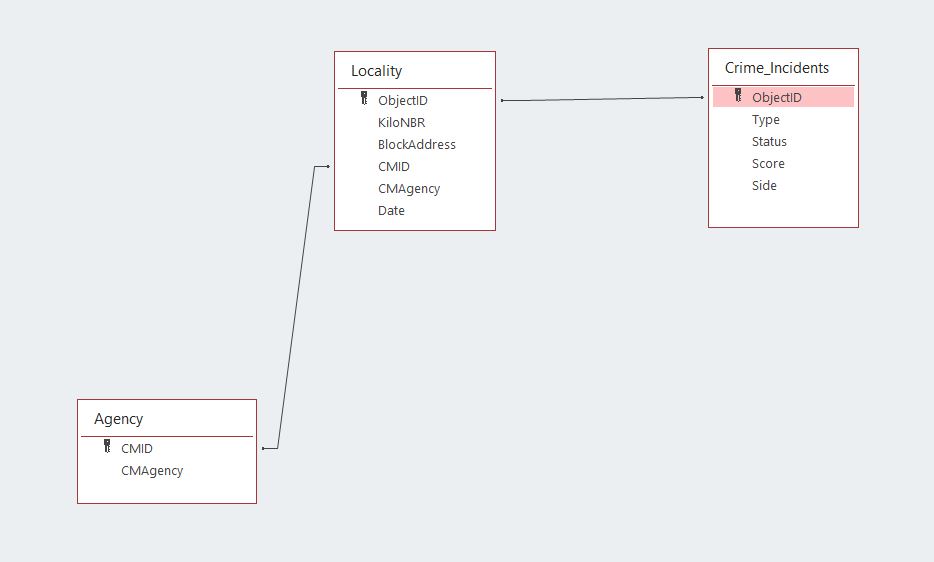 Locality
ObjectID
KiloNBR
BlockAddress
CMID
CMAgency
Date
Crime_Incidents
ObjectID
Type
Status
Score
Side
Agency
CMID
CMAgency